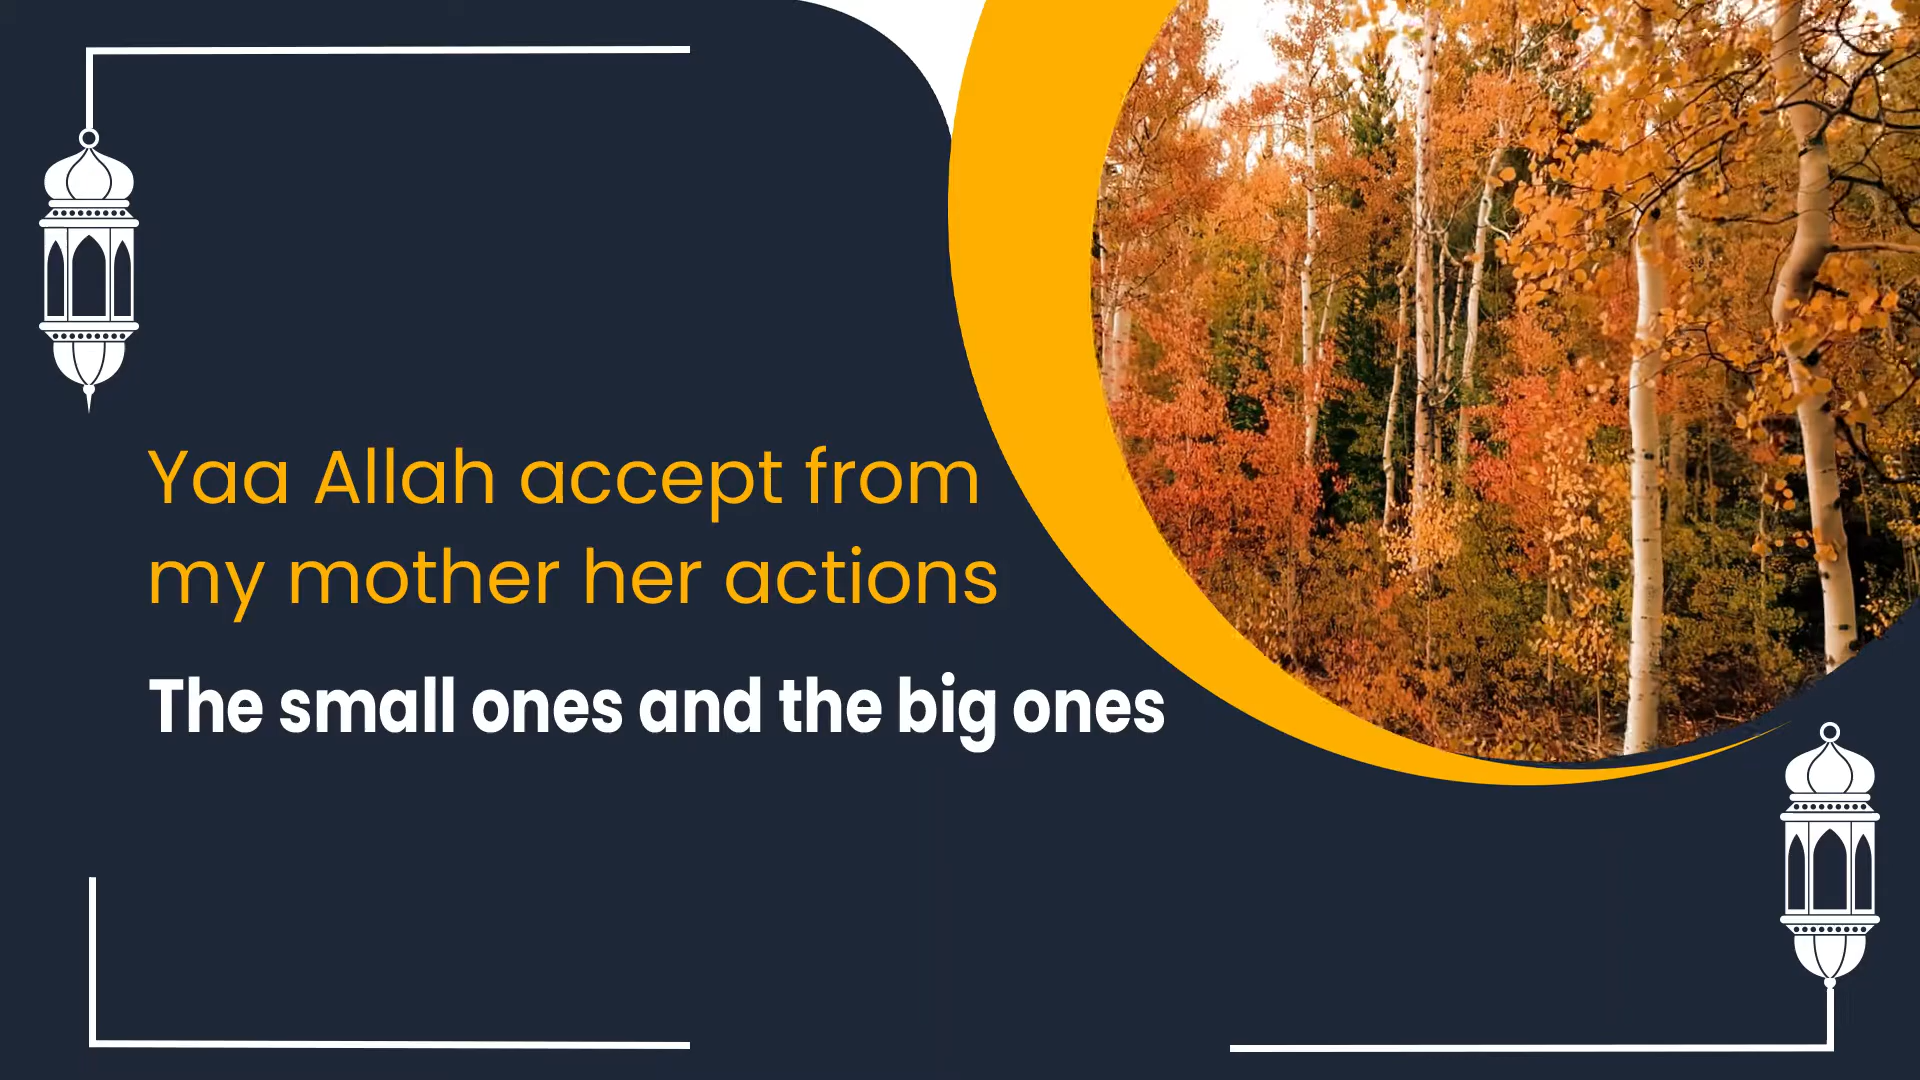 Yaa Allah accept from
my mother her actions
The small ones and the big ones